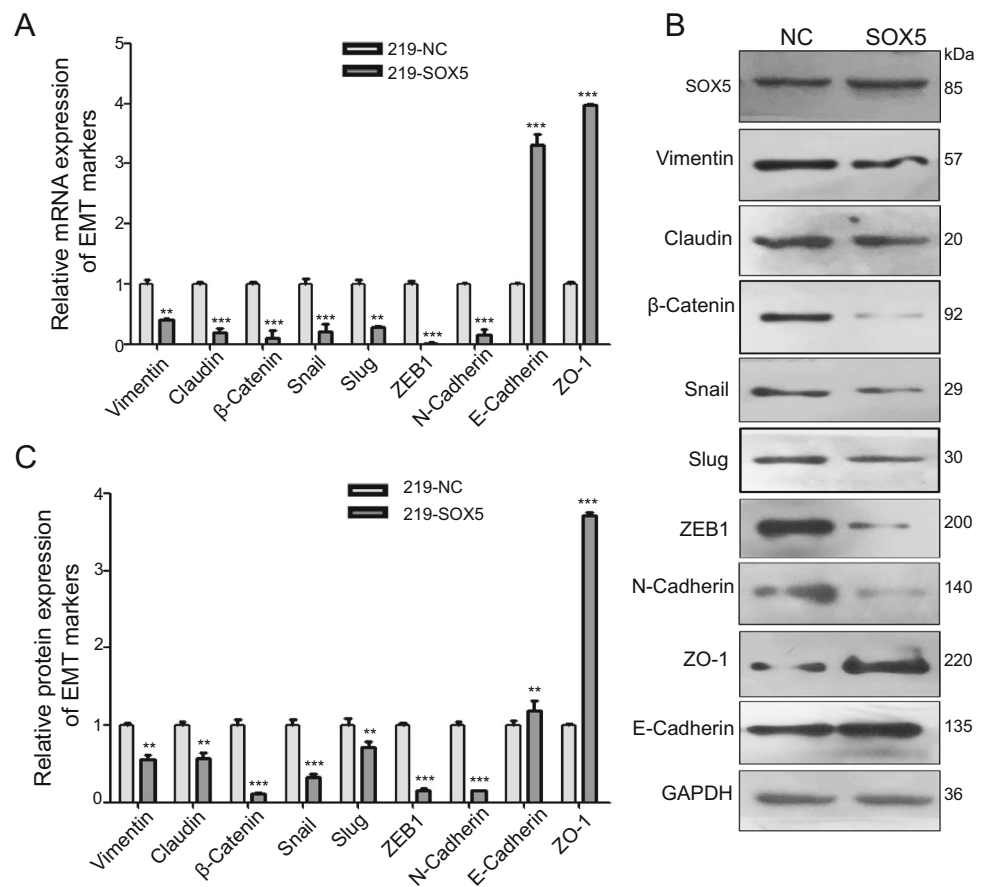 A
Relative mRNA expression
of EMT markers
5
4
3
2
1
0
219-NC
219-SOX5
**
***
***
***
**
***
***
***
***
Vimentin
Claudin
β-Catenin
Snail
Slug
ZEB1
N-Cadherin
E-Cadherin
ZO-1
B
NC SOX5
kDa
SOX5 85
Vimentin 57
Claudin 20
β-Catenin 92
Snail 29
Slug 30
ZEB1 200
N-Cadherin 140
ZO-1 220
E-Cadherin 135
GAPDH 36
C
Relative protein expression
of EMT markers
4
3
2
1
0
219-NC
219-SOX5
**
**
***
***
**
***
***
**
***
Vimentin
Claudin
β-Catenin
Snail
Slug
ZEB1
N-Cadherin
E-Cadherin
ZO-1